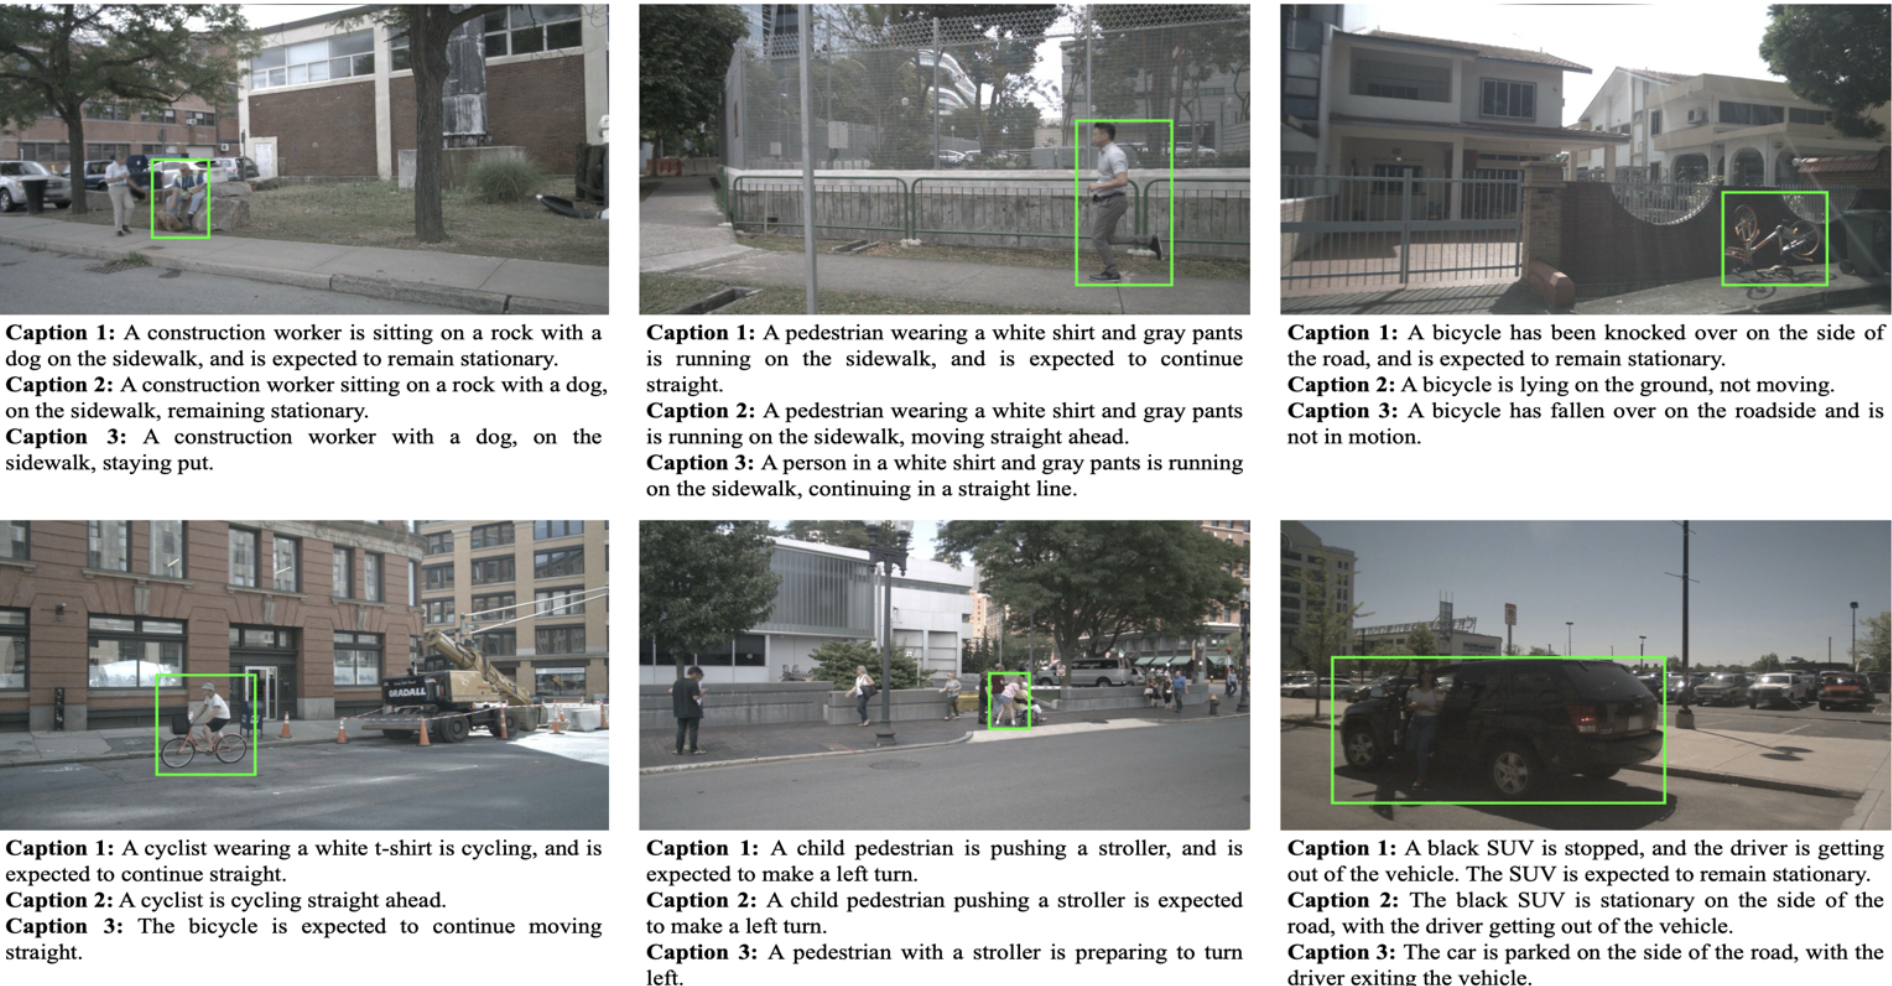 GRADALL
Caption 1: A construction worker is sitting on a rock with a
dog on the sidewalk, and is expected to remain stationary.
Caption 2: A construction worker sitting on a rock with a dog,
on the sidewalk, remaining stationary.
Caption 3: A construction worker with a dog, on the
sidewalk, staying put.
Caption 1: A pedestrian wearing a white shirt and gray pants
is running on the sidewalk, and is expected to continue
straight.
Caption 2: A pedestrian wearing a white shirt and gray pants
is running on the sidewalk, moving straight ahead.
Caption 3: A person in a white shirt and gray pants is running
on the sidewalk, continuing in a straight line.
Caption 1: A bicycle has been knocked over on the side of
the road, and is expected to remain stationary.
Caption 2: A bicycle is lying on the ground, not moving.
Caption 3: A bicycle has fallen over on the roadside and is
not in motion.
Caption 1: A cyclist wearing a white t-shirt is cycling, and is
expected to continue straight.
Caption 2: A cyclist is cycling straight ahead.
Caption 3: The bicycle is expected to continue moving
straight.
Caption 1: A child pedestrian is pushing a stroller, and is
expected to make a left turn.
Caption 2: A child pedestrian pushing a stroller is expected
to make a left turn.
Caption 3: A pedestrian with a stroller is preparing to turn
left.
Caption 1: A black SUV is stopped, and the driver is getting
out of the vehicle. The SUV is expected to remain stationary.
Caption 2: The black SUV is stationary on the side of the
road, with the driver getting out of the vehicle.
Caption 3: The car is parked on the side of the road, with the
driver exiting the vehicle.